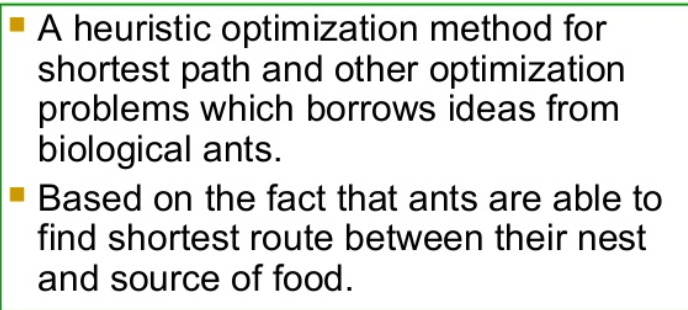 A heuristic optimization method for
shortest path and other optimization
problems which borrows ideas from
biological ants.
Based on the fact that ants are able to
find shortest route between their nest
and source of food.